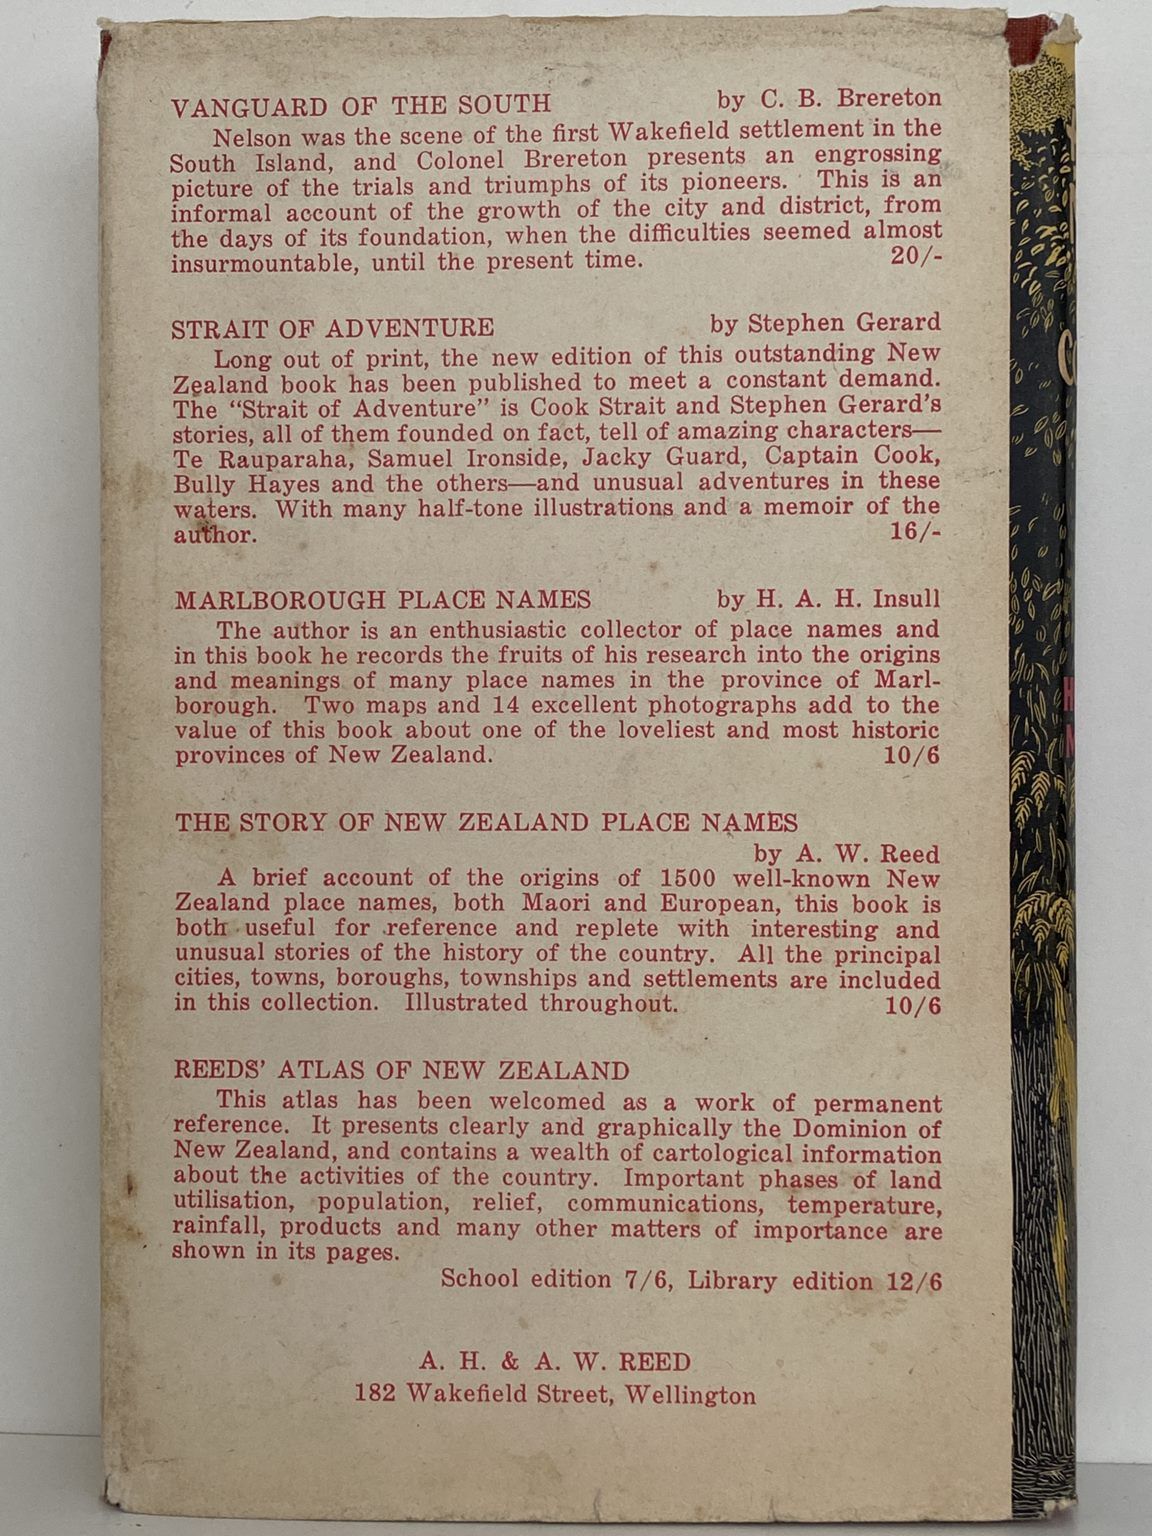 VANGUARD OF THE SOUTH by C. B. Brereton
Nelson was the scene of the first Wakefield settlement in the
South Island, and Colonel Brereton presents an engrossing
picture of the trials and triumphs of its pioneers. This is an
informal account of the growth of the city and district, from
the days of its foundation, when the difficulties seemed almost
insurmountable, until the present time. 20/-
STRAIT OF ADVENTURE by Stephen Gerard
Long out of print, the new edition of this outstanding New
Zealand book has been published to meet a constant demand.
The “Strait of Adventure” is Cook Strait and Stephen Gerard’s
stories, all of them founded on fact, tell of amazing characters—
Te Rauparaha, Samuel Ironside, Jacky Guard, Captain Cook,
Bully Hayes and the others—and unusual adventures in these
waters. With many half-tone illustrations and a memoir of the
author. 16/-
MARLBOROUGH PLACE NAMES by H. A. H. Insull
The author is an enthusiastic collector of place names and
in this book he records the fruits of his research into the origins
and meanings of many place names in the province of Marl-
borough. Two maps and 14 excellent photographs add to the
value of this book about one of the loveliest and most historic
provinces of New Zealand. 10/6
THE STORY OF NEW ZEALAND PLACE NAMES
by A. W. Reed
A brief account of the origins of 1500 well-known New
Zealand place names, both Maori and European, this book is
both useful for reference and replete with interesting and
unusual stories of the history of the country. All the principal
cities, towns, boroughs, townships and settlements are included
in this collection. Illustrated throughout. 10/6
REEDS’ ATLAS OF NEW ZEALAND
This atlas has been welcomed as a work of permanent
reference. It presents clearly and graphically the Dominion of
New Zealand, and contains a wealth of cartological information
about the activities of the country. Important phases of land
utilisation, population, relief, communications, temperature,
rainfall, products and many other matters of importance are
shown in its pages.
School edition 7/6, Library edition 12/6
A. H. & A. W. REED
182 Wakefield Street, Wellington